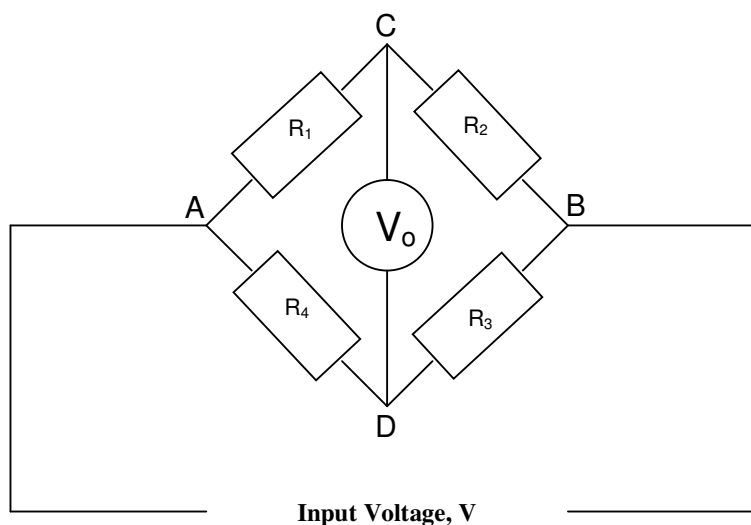 C
R₁
R₂
A
B
Vₒ
R₄
R₃
D
Input Voltage, V